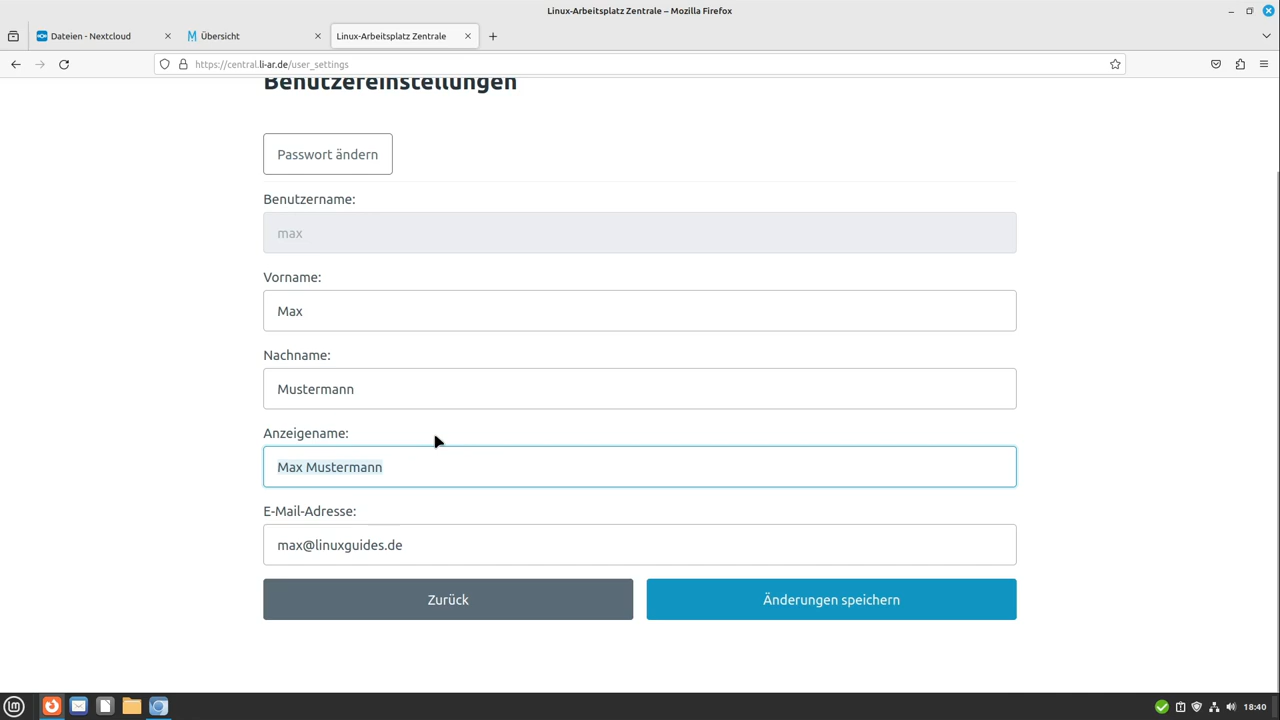 Linux-Arbeitsplatz Zentrale – Mozilla Firefox
Dateien - Nextcloud
Übersicht
Linux-Arbeitsplatz Zentrale
https://central.li-ar.de/user_settings
Benutzereinstellungen
Passwort ändern
Benutzername:
max
Vorname:
Max
Nachname:
Mustermann
Anzeigename:
Max Mustermann
E-Mail-Adresse:
max@linuxguides.de
Zurück
Änderungen speichern
18:40